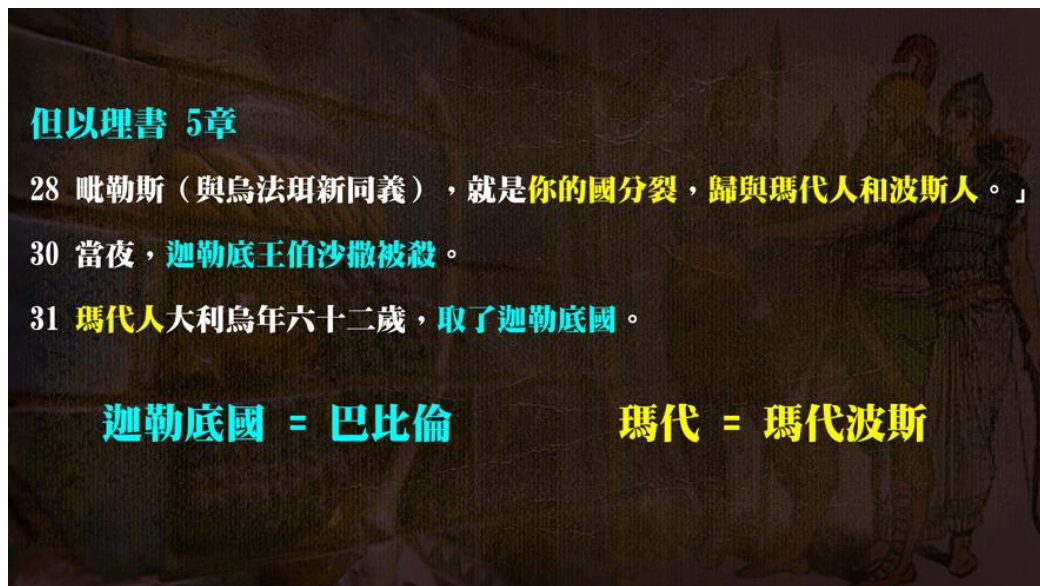 但以理書 5章
28 毗勒斯（與烏法珥新同義），就是你的國分裂，歸與瑪代人和波斯人。」
30 當夜，迦勒底王伯沙撒被殺。
31 瑪代人大利烏年六十二歲，取了迦勒底國。
迦勒底國 = 巴比倫
瑪代 = 瑪代波斯